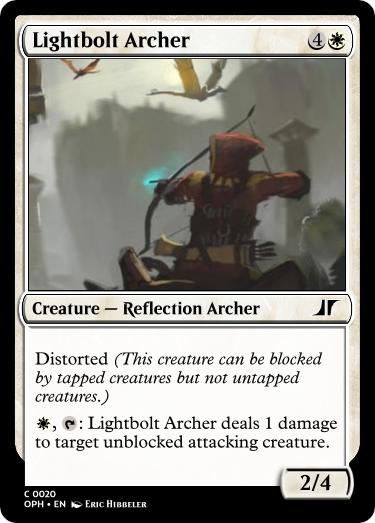 Lightbolt Archer 4
Creature — Reflection Archer
Distorted (This creature can be blocked
by tapped creatures but not untapped
creatures.)
, : Lightbolt Archer deals 1 damage
to target unblocked attacking creature.
2/4
C 0020
OPH • EN Eric Hibbeler